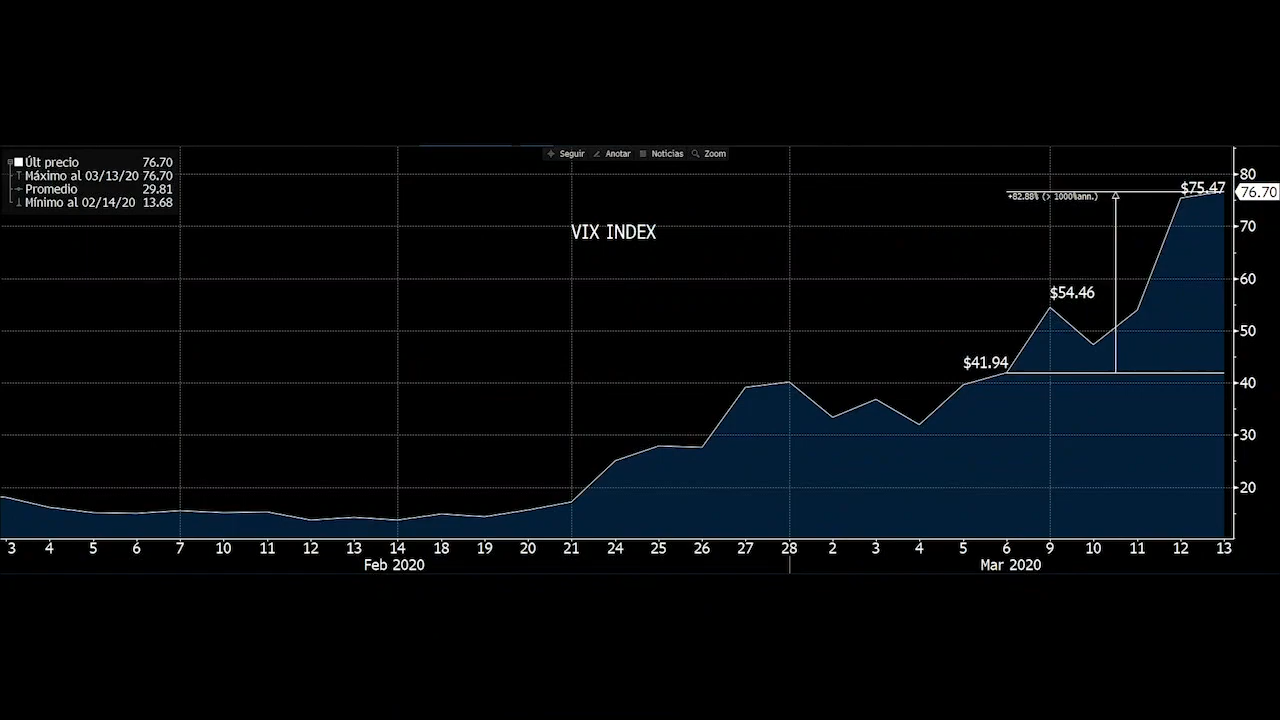 Seguir Anotar Noticias Zoom
Últ precio 76.70
Máximo al 03/13/20 76.70
Promedio 29.81
Mínimo al 02/14/20 13.68
VIX INDEX
$75.47
+82.88% (> 1000%ann.)
$54.46
$41.94
80
76.70
70
60
50
40
30
20
3 4 5 6 7 10 11 12 13 14 18 19 20 21 24 25 26 27 28 2 3 4 5 6 9 10 11 12 13
Feb 2020 Mar 2020